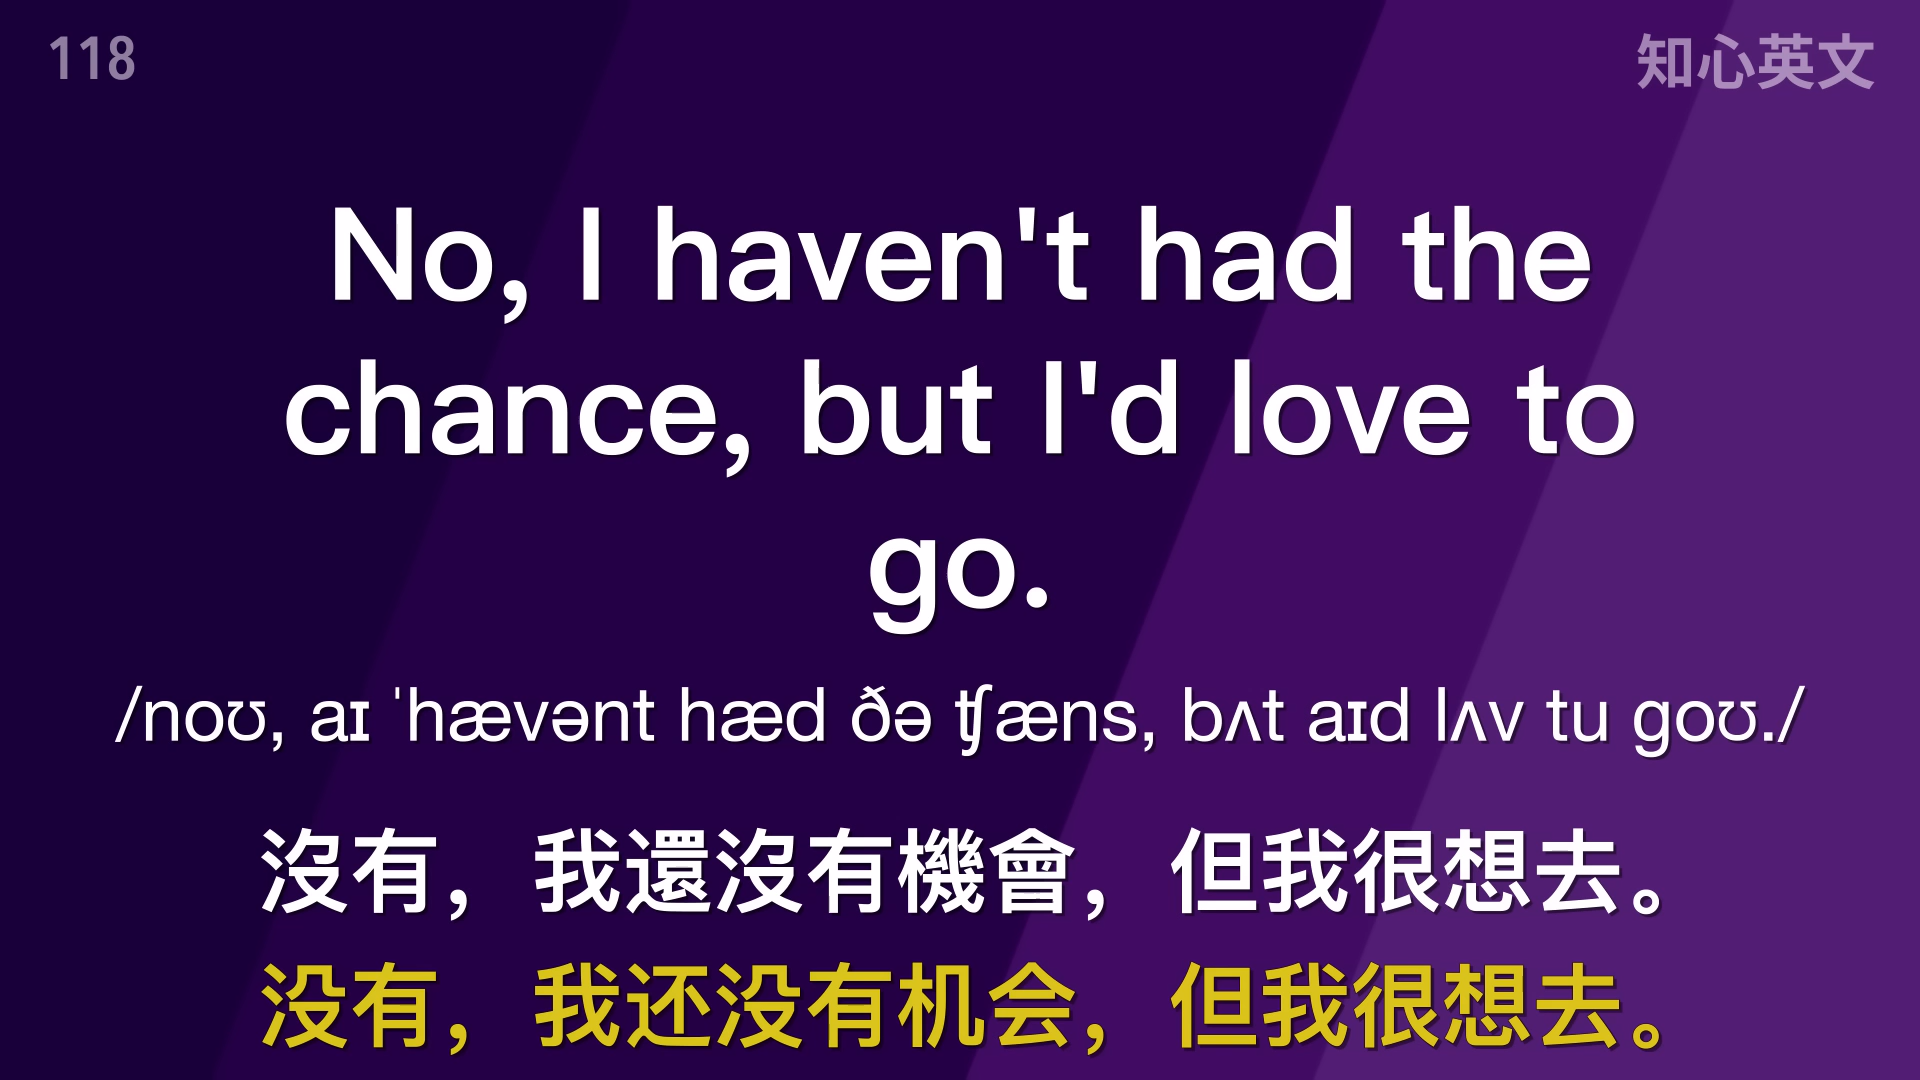 118
知心英文
No, I haven't had the
chance, but I'd love to
go.
/noʊ, aɪ ˈhævənt hæd ðə ʧæns, bʌt aɪd lʌv tu goʊ./
沒有，我還沒有機會，但我很想去。
没有，我还没有机会，但我很想去。